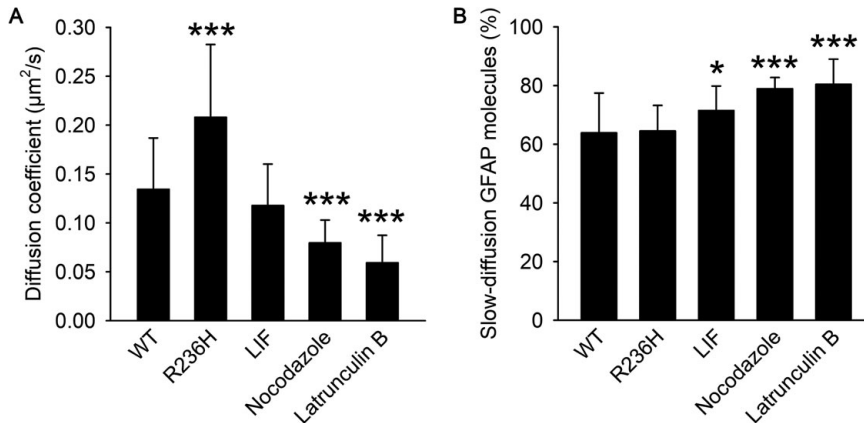 A
Diffusion coefficient (μm²/s)
0.30
0.25
0.20
0.15
0.10
0.05
0.00
***
***
***
WT
R236H
LIF
Nocodazole
Latrunculin B
B
Slow-diffusion GFAP molecules (%)
100
80
60
40
20
0
*
***
***
WT
R236H
LIF
Nocodazole
Latrunculin B